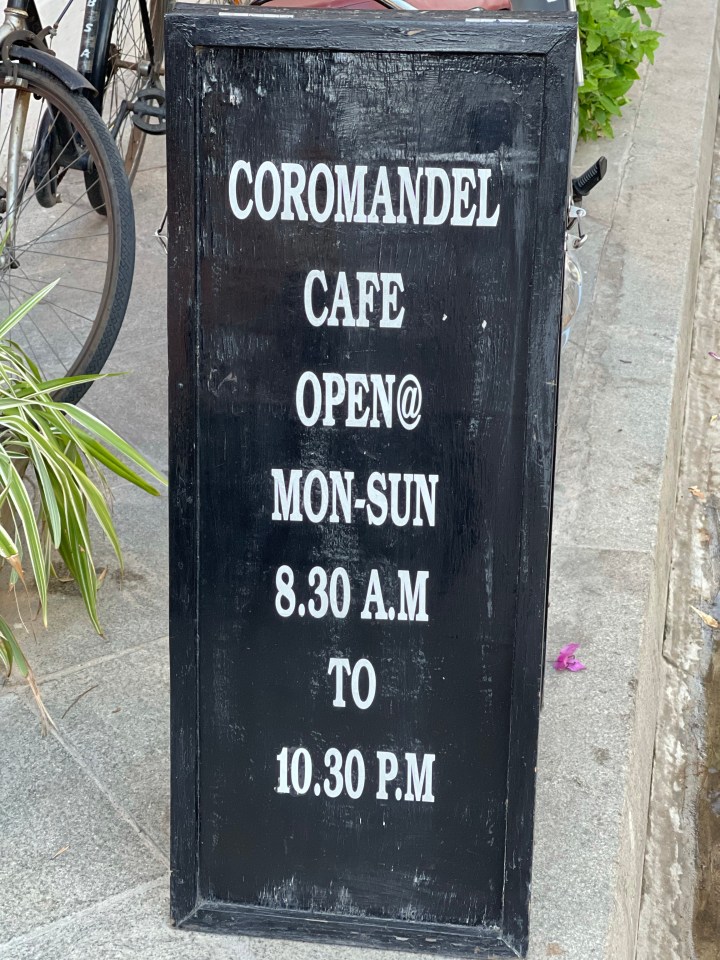 COROMANDEL
CAFE
OPEN@
MON-SUN
8.30 A.M
TO
10.30 P.M